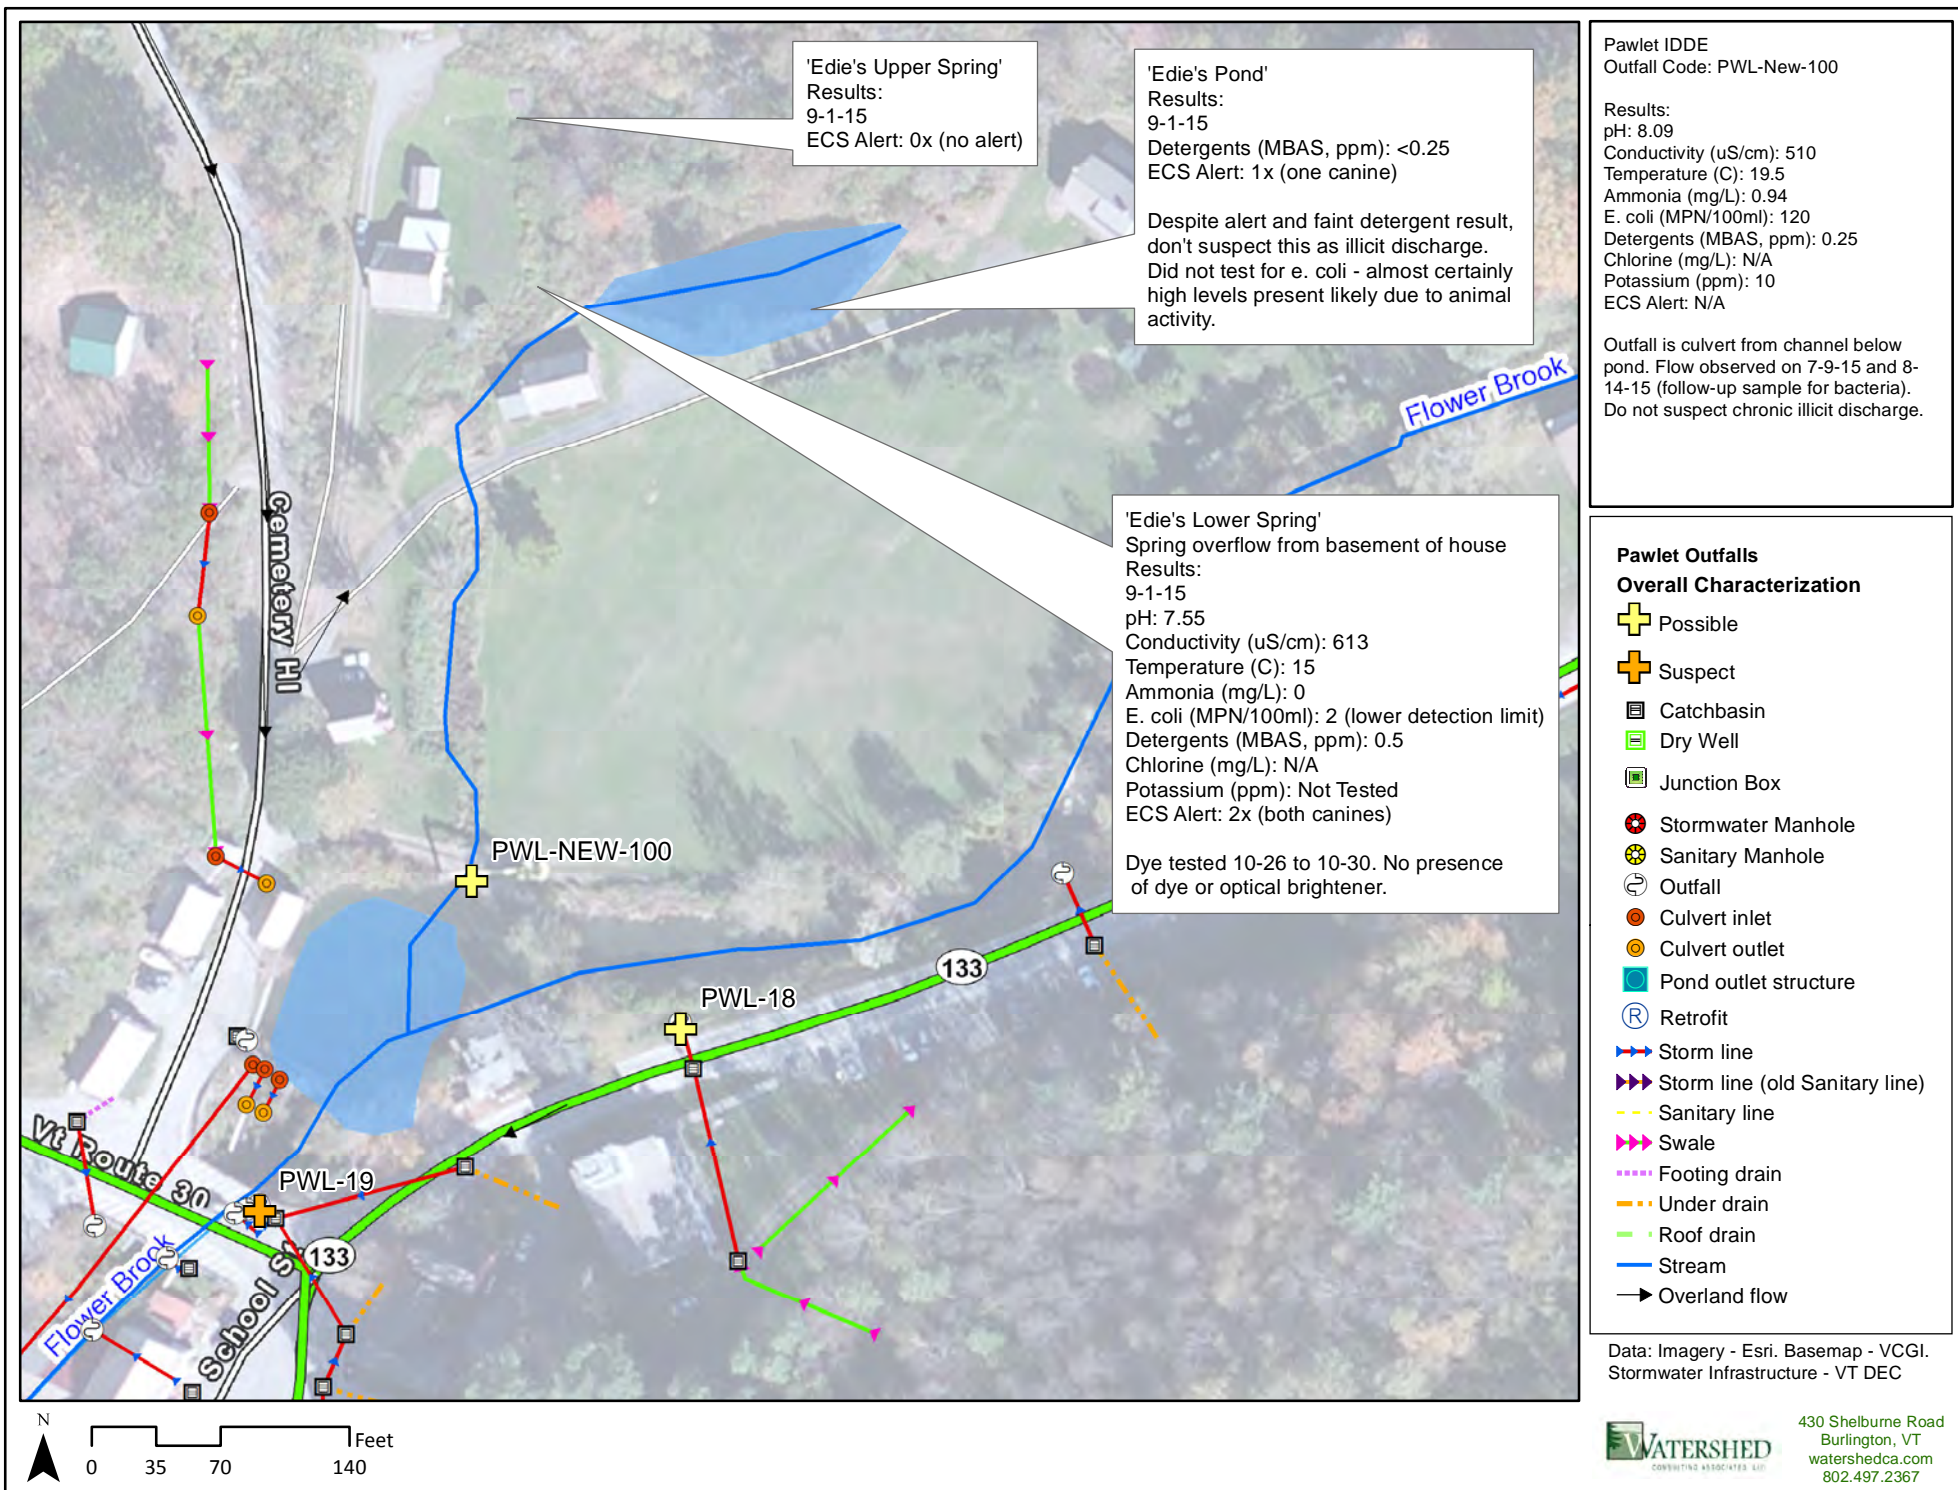 'Edie's Upper Spring'
Results:
9-1-15
ECS Alert: 0x (no alert)
'Edie's Pond'
Results:
9-1-15
Detergents (MBAS, ppm): <0.25
ECS Alert: 1x (one canine)
Despite alert and faint detergent result,
don't suspect this as illicit discharge.
Did not test for e. coli - almost certainly
high levels present likely due to animal
activity.
'Edie's Lower Spring'
Spring overflow from basement of house
Results:
9-1-15
pH: 7.55
Conductivity (uS/cm): 613
Temperature (C): 15
Ammonia (mg/L): 0
E. coli (MPN/100ml): 2 (lower detection limit)
Detergents (MBAS, ppm): 0.5
Chlorine (mg/L): N/A
Potassium (ppm): Not Tested
ECS Alert: 2x (both canines)
Dye tested 10-26 to 10-30. No presence
of dye or optical brightener.
Flower Brook
Cemetery Hl
PWL-NEW-100
133
PWL-18
Vt Route 30
PWL-19
133
School St
Flower Brook
Pawlet IDDE
Outfall Code: PWL-New-100
Results:
pH: 8.09
Conductivity (uS/cm): 510
Temperature (C): 19.5
Ammonia (mg/L): 0.94
E. coli (MPN/100ml): 120
Detergents (MBAS, ppm): 0.25
Chlorine (mg/L): N/A
Potassium (ppm): 10
ECS Alert: N/A
Outfall is culvert from channel below
pond. Flow observed on 7-9-15 and 8-
14-15 (follow-up sample for bacteria).
Do not suspect chronic illicit discharge.
Pawlet Outfalls
Overall Characterization
Possible
Suspect
Catchbasin
Dry Well
Junction Box
Stormwater Manhole
Sanitary Manhole
Outfall
Culvert inlet
Culvert outlet
Pond outlet structure
R Retrofit
Storm line
Storm line (old Sanitary line)
Sanitary line
Swale
Footing drain
Under drain
Roof drain
Stream
Overland flow
Data: Imagery - Esri. Basemap - VCGI.
Stormwater Infrastructure - VT DEC
N
Feet
0 35 70 140
WATERSHED
CONSULTING ASSOCIATES, LLC
430 Shelburne Road
Burlington, VT
watershedca.com
802.497.2367